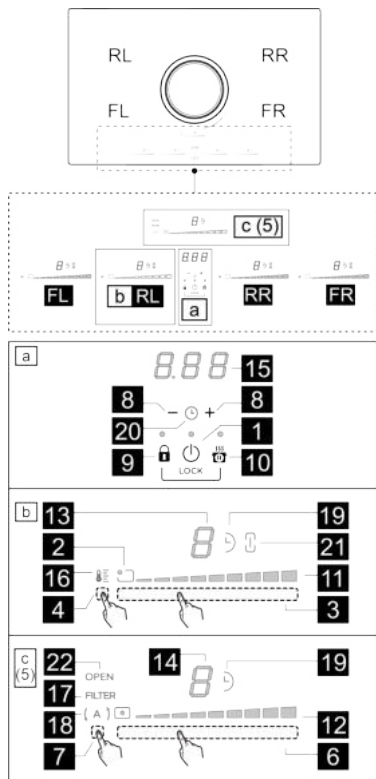 RL RR
FL FR
c (5)
FL b RL a RR FR
a
8.88 15
8 − + 8
20 1
9 10
LOCK
b
13 8 19
2 21
16 11
4 3
c (5)
22 14 8 19
OPEN
17 FILTER
18 (A) 12
7 6